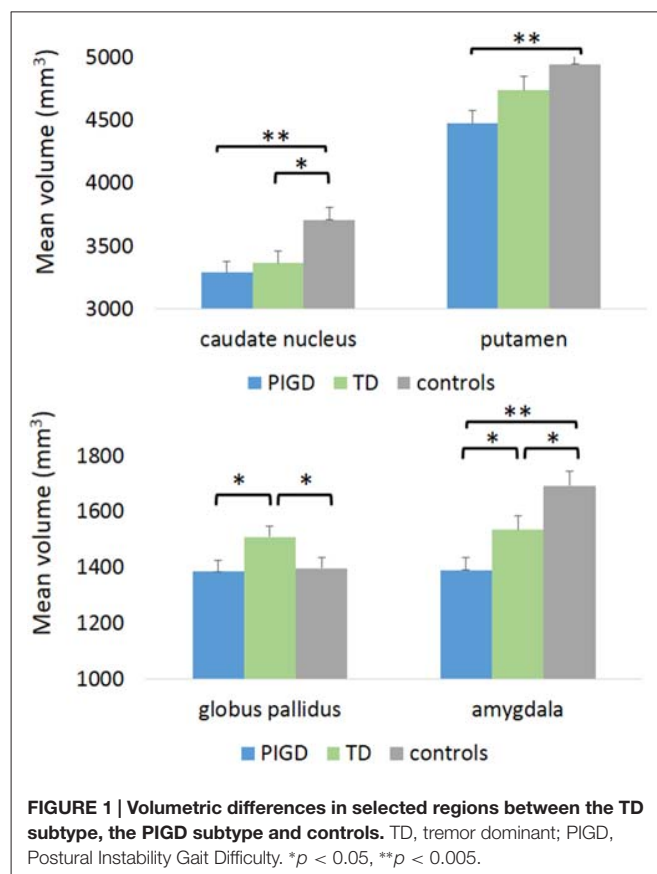 Mean volume (mm³)
5000
4500
4000
3500
3000
**
*
**
caudate nucleus putamen
PIGD TD controls
Mean volume (mm³)
1800
1600
1400
1200
1000
* *
**
* *
globus pallidus amygdala
PIGD TD controls
FIGURE 1 | Volumetric differences in selected regions between the TD
subtype, the PIGD subtype and controls. TD, tremor dominant; PIGD,
Postural Instability Gait Difficulty. *p < 0.05, **p < 0.005.